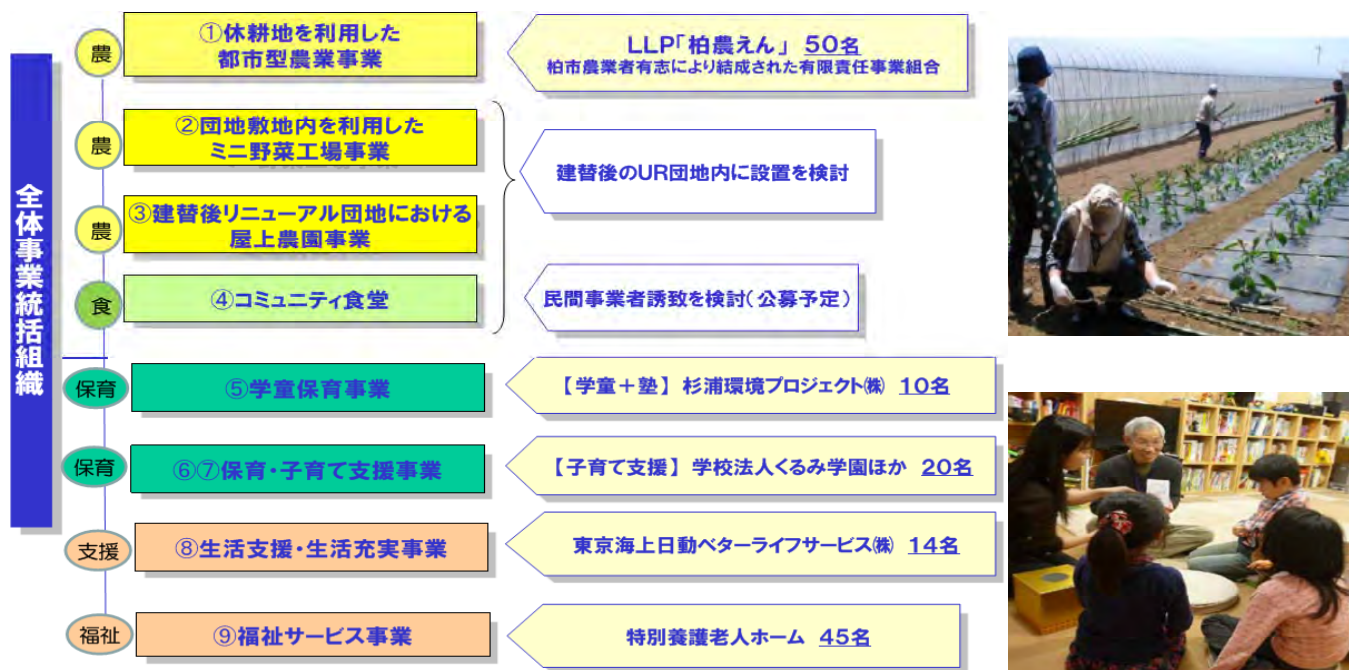 全体事業統括組織
農
①休耕地を利用した
都市型農業事業
LLP「柏農えん」 50名
柏市農業者有志により結成された有限責任事業組合
農
②団地敷地内を利用した
ミニ野菜工場事業
建替後のUR団地内に設置を検討
農
③建替後リニューアル団地における
屋上農園事業
食
④コミュニティ食堂
民間事業者誘致を検討(公募予定)
保育
⑤学童保育事業
【学童+塾】 杉浦環境プロジェクト㈱ 10名
保育
⑥⑦保育・子育て支援事業
【子育て支援】 学校法人くるみ学園ほか 20名
支援
⑧生活支援・生活充実事業
東京海上日動ベターライフサービス㈱ 14名
福祉
⑨福祉サービス事業
特別養護老人ホーム 45名